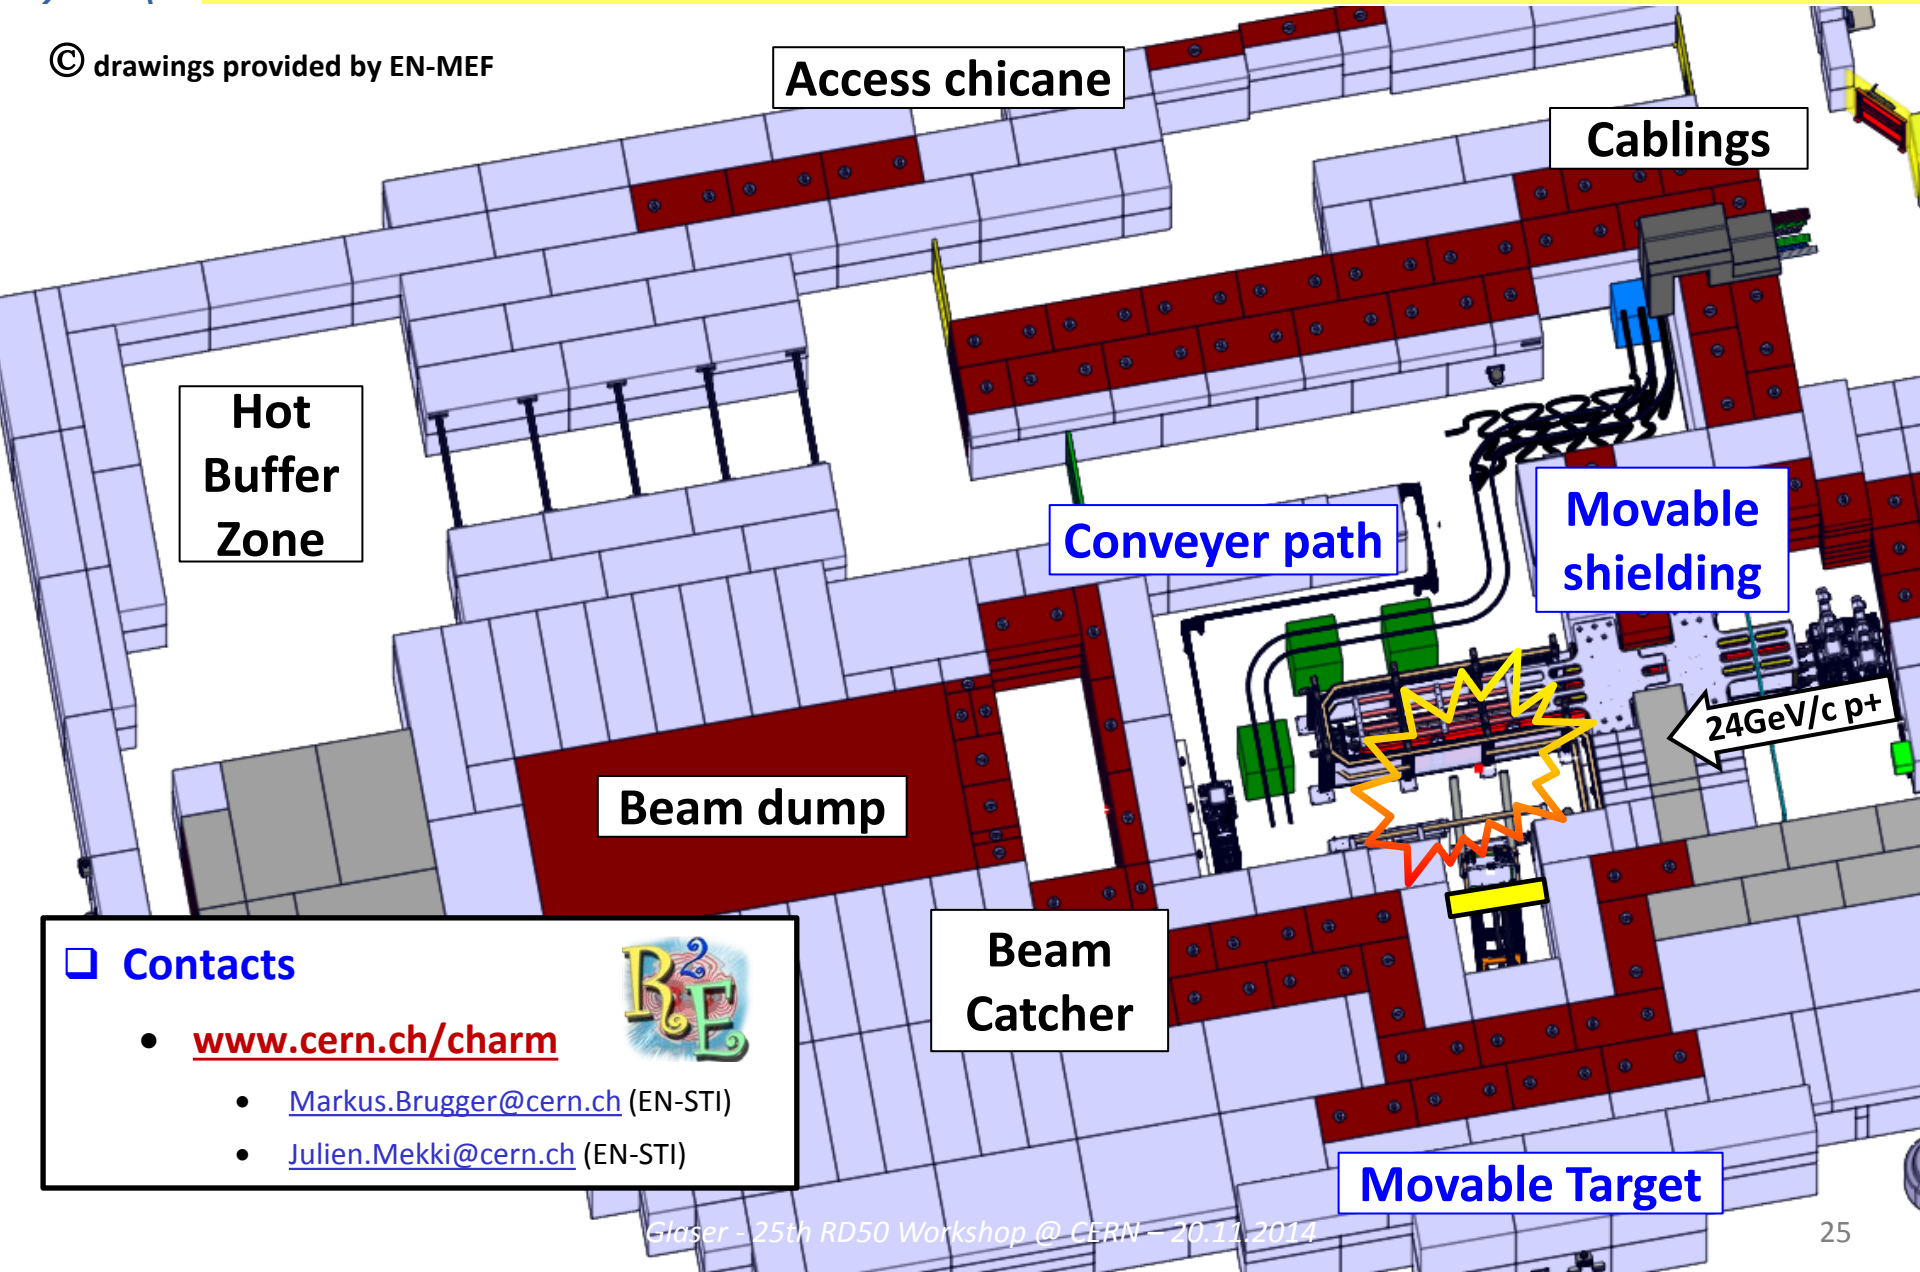 © drawings provided by EN-MEF
Access chicane
Cablings
Hot
Buffer
Zone
Conveyer path
Movable
shielding
24GeV/c p+
Beam dump
Beam
Catcher
❑ Contacts
R2E
• www.cern.ch/charm
• Markus.Brugger@cern.ch (EN-STI)
• Julien.Mekki@cern.ch (EN-STI)
Movable Target
Glaser - 25th RD50 Workshop @ CERN – 20.11.2014
25